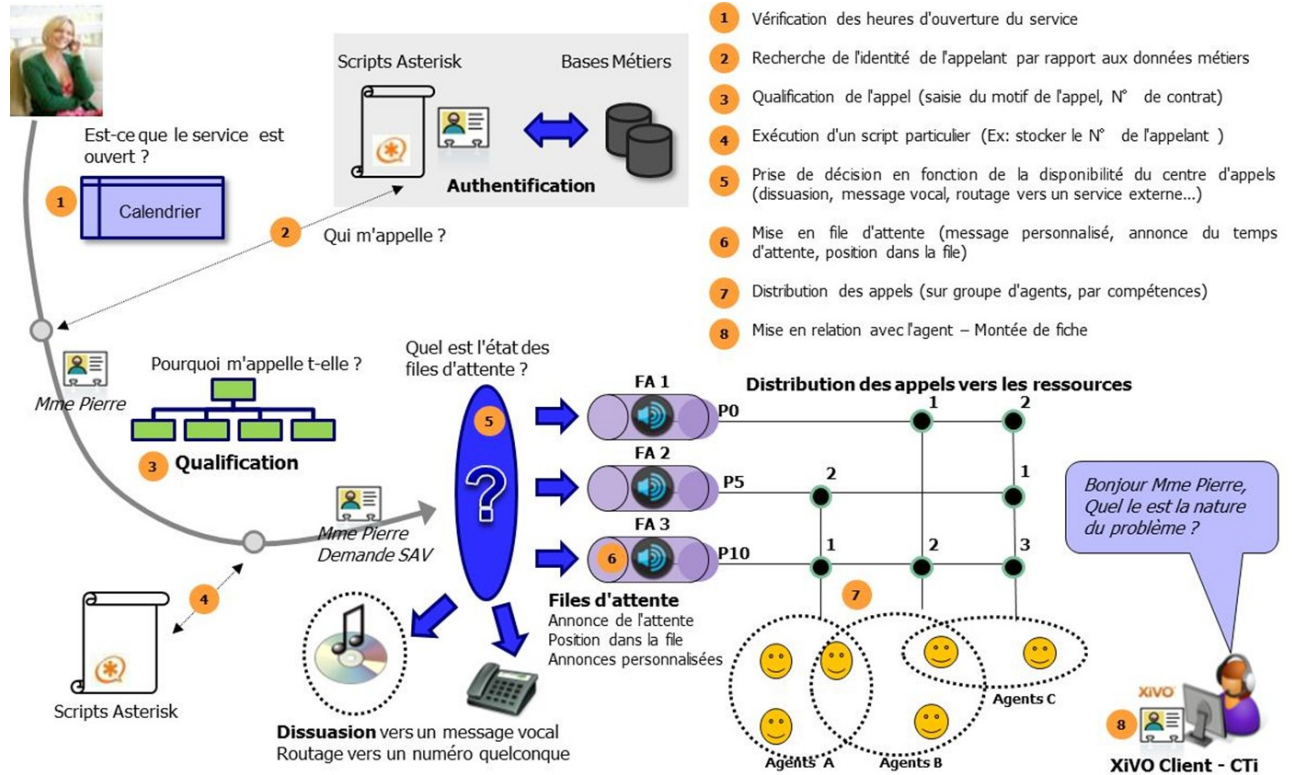 1 Vérification des heures d'ouverture du service
2 Recherche de l'identité de l'appelant par rapport aux données métiers
3 Qualification de l'appel (saisie du motif de l'appel, N° de contrat)
4 Exécution d'un script particulier (Ex: stocker le N° de l'appelant )
5 Prise de décision en fonction de la disponibilité du centre d'appels
(dissuasion, message vocal, routage vers un service externe...)
6 Mise en file d'attente (message personnalisé, annonce du temps
d'attente, position dans la file)
7 Distribution des appels (sur groupe d'agents, par compétences)
8 Mise en relation avec l'agent – Montée de fiche
Scripts Asterisk
Bases Métiers
Authentification
Est-ce que le service est
ouvert ?
1
Calendrier
2
Qui m'appelle ?
Mme Pierre
Pourquoi m'appelle t-elle ?
3 Qualification
Mme Pierre
Demande SAV
4
Scripts Asterisk
Quel est l'état des
files d'attente ?
5
?
Dissuasion vers un message vocal
Routage vers un numéro quelconque
FA 1
P0
FA 2
P5
FA 3
6
P10
Files d'attente
Annonce de l'attente
Position dans la file
Annonces personnalisées
Distribution des appels vers les ressources
1
2
2
1
1
2
3
7
Agents A
Agents B
Agents C
Bonjour Mme Pierre,
Quel le est la nature
du problème ?
XiVO
8
XiVO Client - CTi